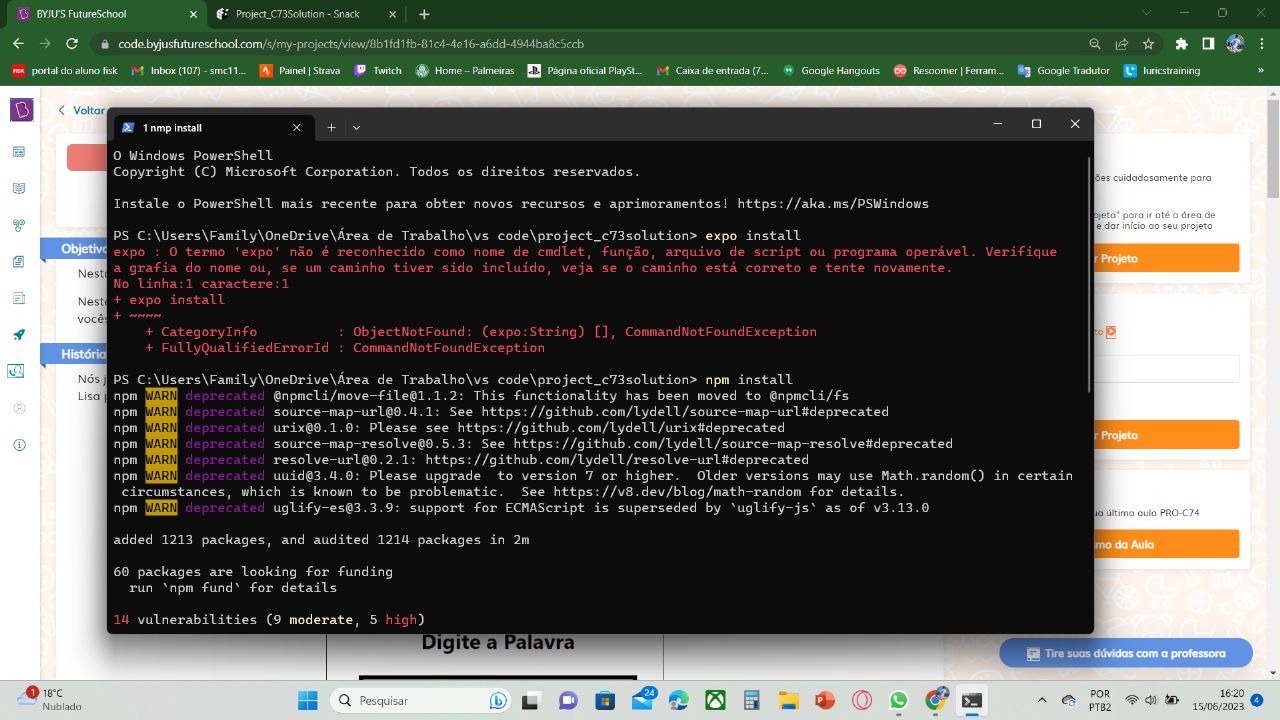 BYJU'S FutureSchool
Project_C73Solution - Snack
code.byjusfutureschool.com/s/my-projects/view/8b1fd1fb-81c4-4e16-a6dd-4944ba8c5ccb
portal do aluno fisk
Inbox (107) - smc11...
Painel | Strava
Twitch
Home – Palmeiras
Página oficial PlaySt...
Caixa de entrada (7...
Google Hangouts
Resoomer | Ferram...
Google Tradutor
luricstraining
»
Voltar
1 nmp install
O Windows PowerShell
Copyright (C) Microsoft Corporation. Todos os direitos reservados.
Instale o PowerShell mais recente para obter novos recursos e aprimoramentos! https://aka.ms/PSWindows
PS C:\Users\Family\OneDrive\Área de Trabalho\vs code\project_c73solution> expo install
expo : O termo 'expo' não é reconhecido como nome de cmdlet, função, arquivo de script ou programa operável. Verifique
a grafia do nome ou, se um caminho tiver sido incluído, veja se o caminho está correto e tente novamente.
No linha:1 caractere:1
+ expo install
+ ~~~~
    + CategoryInfo          : ObjectNotFound: (expo:String) [], CommandNotFoundException
    + FullyQualifiedErrorId : CommandNotFoundException
PS C:\Users\Family\OneDrive\Área de Trabalho\vs code\project_c73solution> npm install
npm WARN deprecated @npmcli/move-file@1.1.2: This functionality has been moved to @npmcli/fs
npm WARN deprecated source-map-url@0.4.1: See https://github.com/lydell/source-map-url#deprecated
npm WARN deprecated urix@0.1.0: Please see https://github.com/lydell/urix#deprecated
npm WARN deprecated source-map-resolve@0.5.3: See https://github.com/lydell/source-map-resolve#deprecated
npm WARN deprecated resolve-url@0.2.1: https://github.com/lydell/resolve-url#deprecated
npm WARN deprecated uuid@3.4.0: Please upgrade  to version 7 or higher.  Older versions may use Math.random() in certain
 circumstances, which is known to be problematic.  See https://v8.dev/blog/math-random for details.
npm WARN deprecated uglify-es@3.3.9: support for ECMAScript is superseded by `uglify-js` as of v3.13.0
added 1213 packages, and audited 1214 packages in 2m
60 packages are looking for funding
  run `npm fund` for details
14 vulnerabilities (9 moderate, 5 high)
Objetivo
Nesta
Neste
vocês
História
Nós j
Lisa p
ões cuidadosamente para
ojeto" para ir até a área de
e dar início ao seu projeto
r Projeto
to
r Projeto
ua última aula PRO-C74
mo da Aula
Digite a Palavra
Tire suas dúvidas com a professora
1
18°C
Nublado
Pesquisar
24
POR
PTB2
16:20
15/06/2023
4